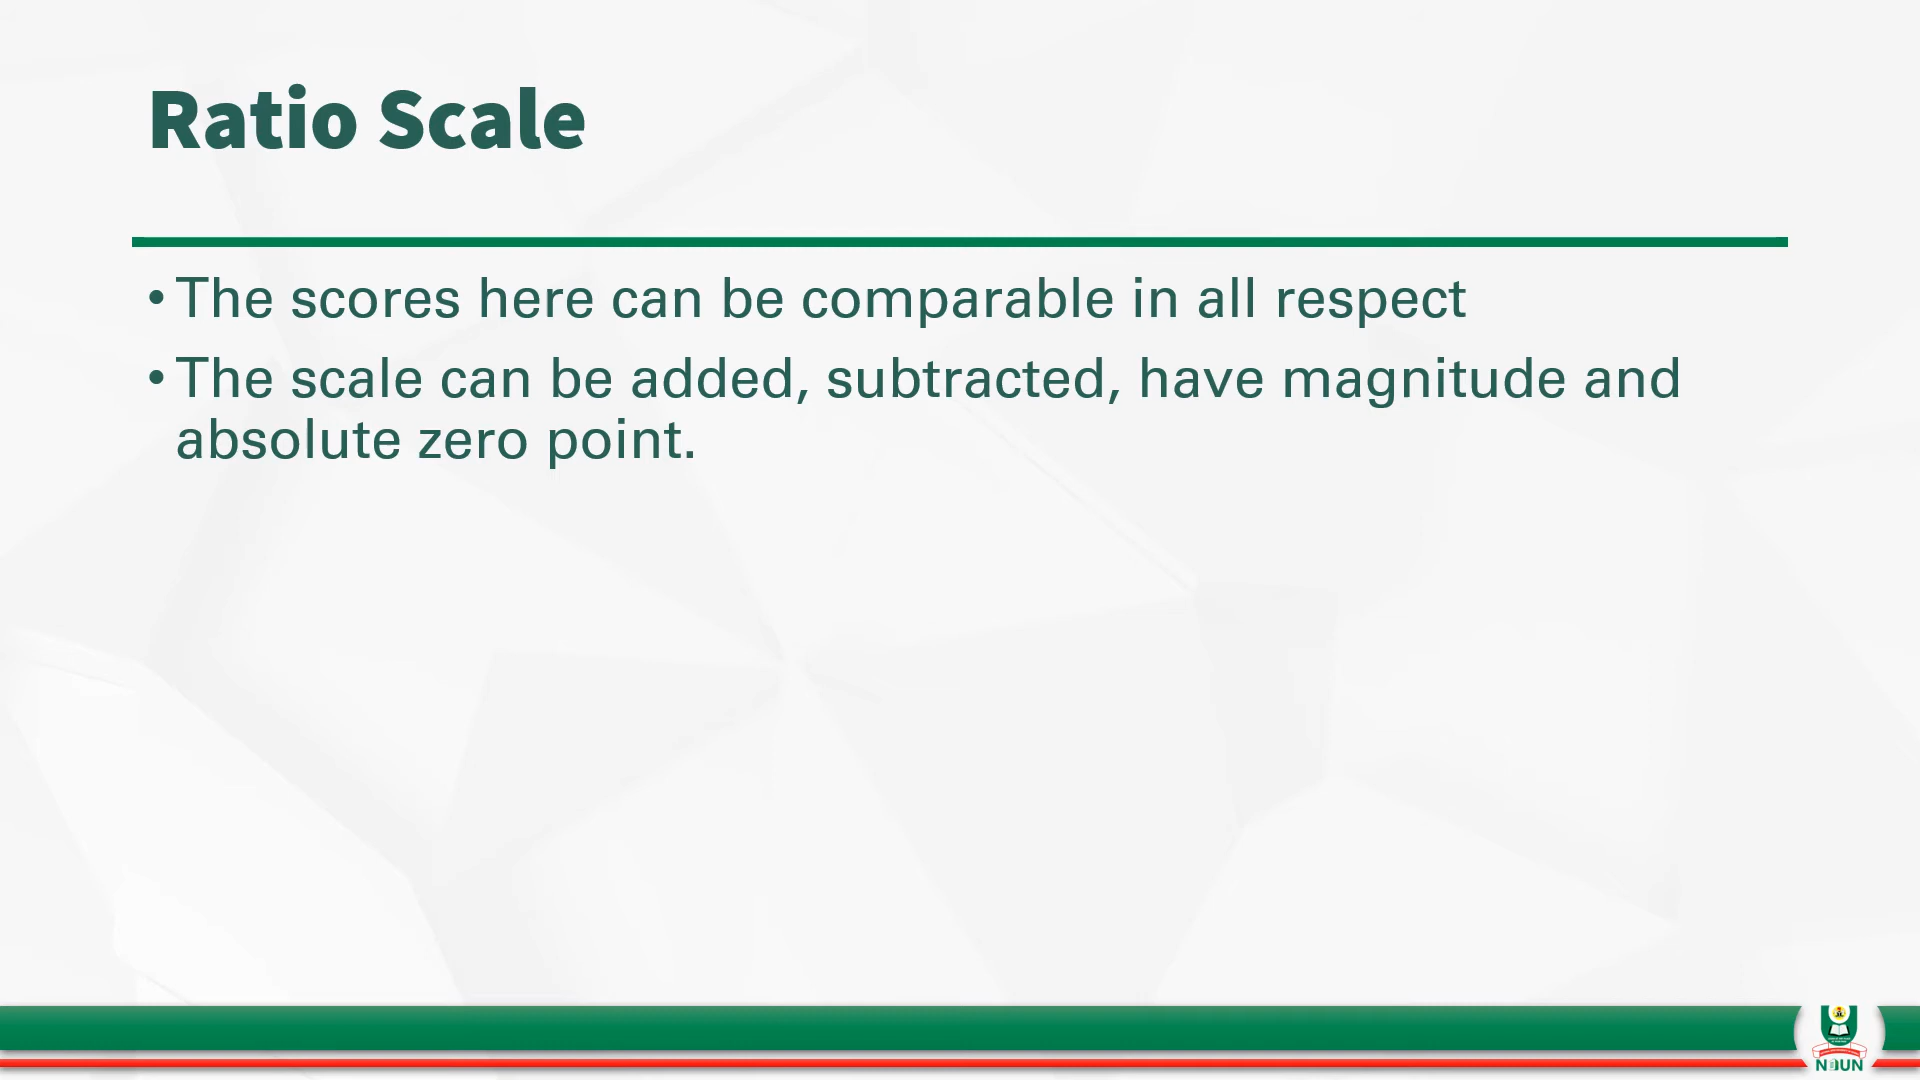 Ratio Scale
• The scores here can be comparable in all respect
• The scale can be added, subtracted, have magnitude and
absolute zero point.
NOUN